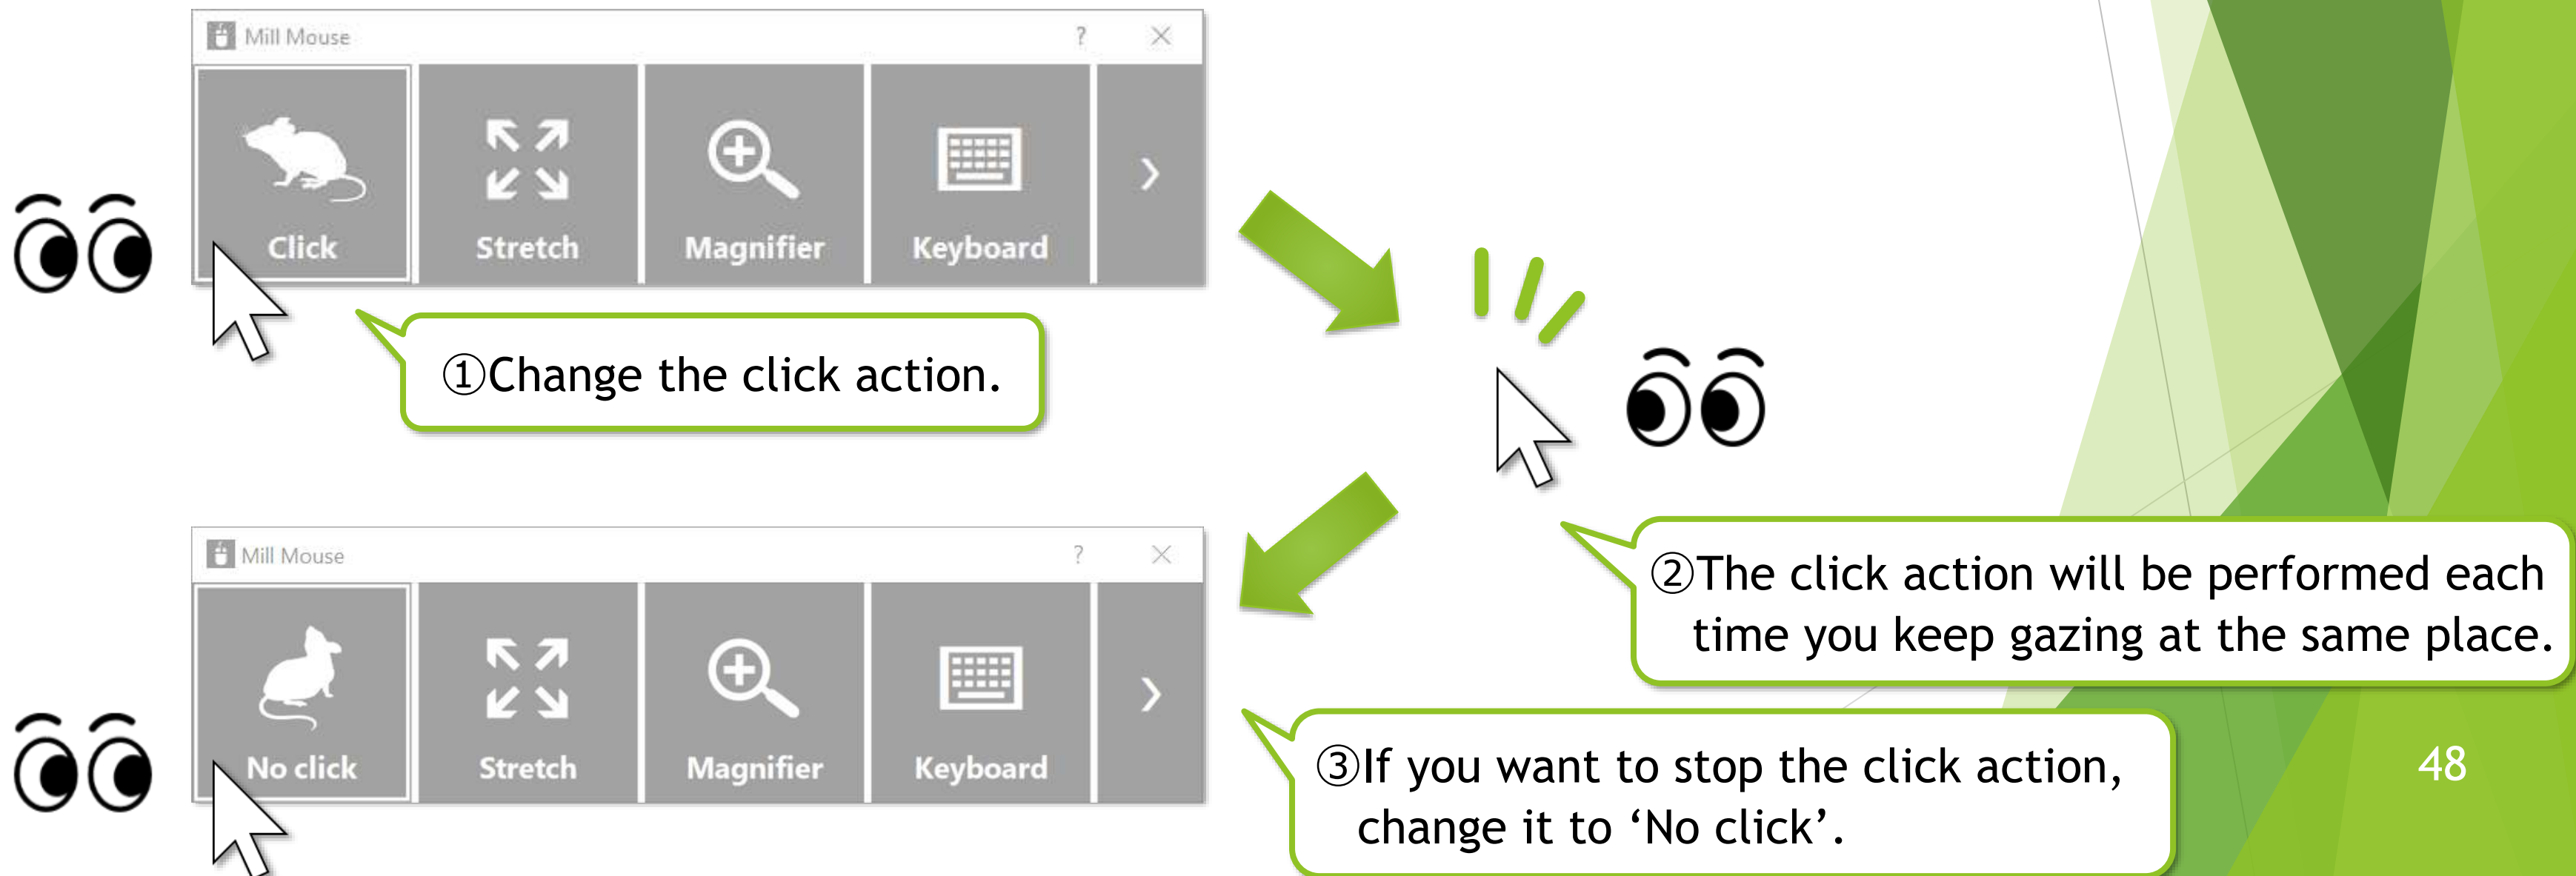 Mill Mouse ?
Click Stretch Magnifier Keyboard
①Change the click action.
②The click action will be performed each
time you keep gazing at the same place.
Mill Mouse ?
No click Stretch Magnifier Keyboard
③If you want to stop the click action,
change it to ‘No click’.
48